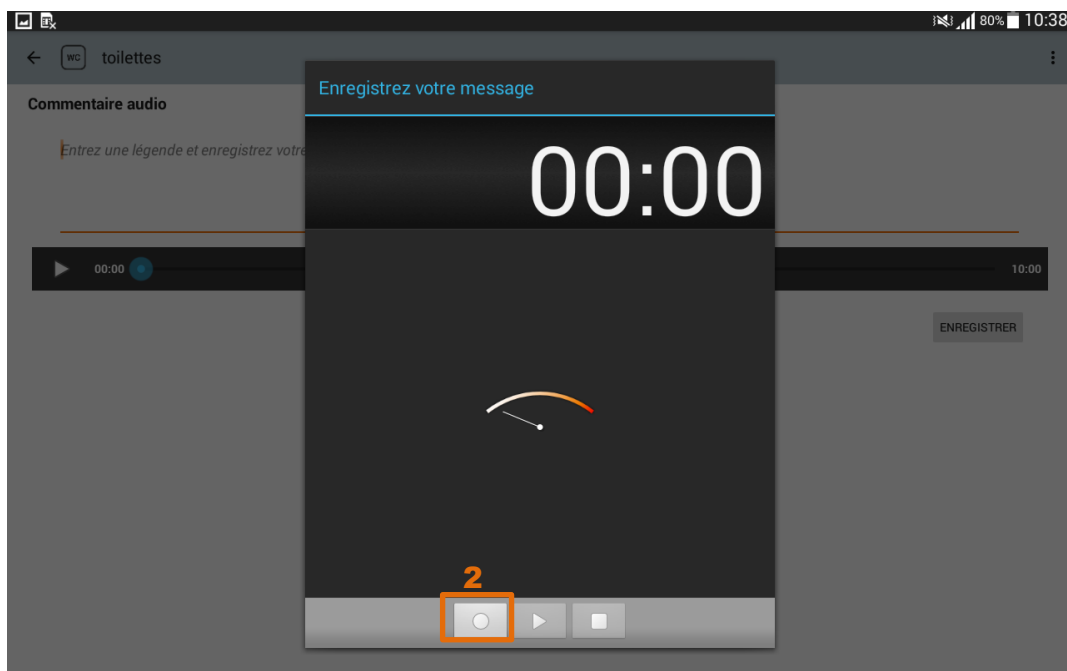 80% 10:38
WC toilettes
Enregistrez votre message
Commentaire audio
Entrez une légende et enregistrez votre
00:00
00:00
10:00
ENREGISTRER
2